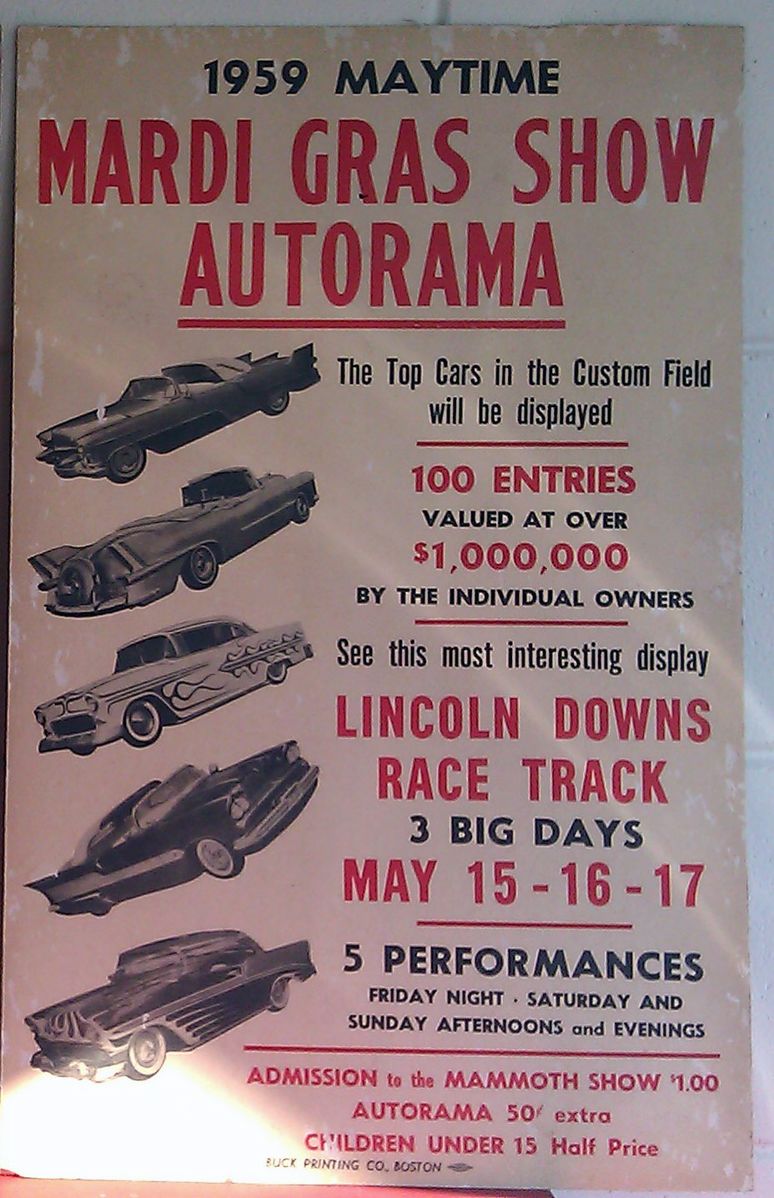 1959 MAYTIME
MARDI GRAS SHOW
AUTORAMA
The Top Cars in the Custom Field
will be displayed
100 ENTRIES
VALUED AT OVER
$1,000,000
BY THE INDIVIDUAL OWNERS
See this most interesting display
LINCOLN DOWNS
RACE TRACK
3 BIG DAYS
MAY 15-16-17
5 PERFORMANCES
FRIDAY NIGHT · SATURDAY AND
SUNDAY AFTERNOONS and EVENINGS
ADMISSION to the MAMMOTH SHOW $1.00
AUTORAMA 50¢ extra
CHILDREN UNDER 15 Half Price
BUCK PRINTING CO., BOSTON